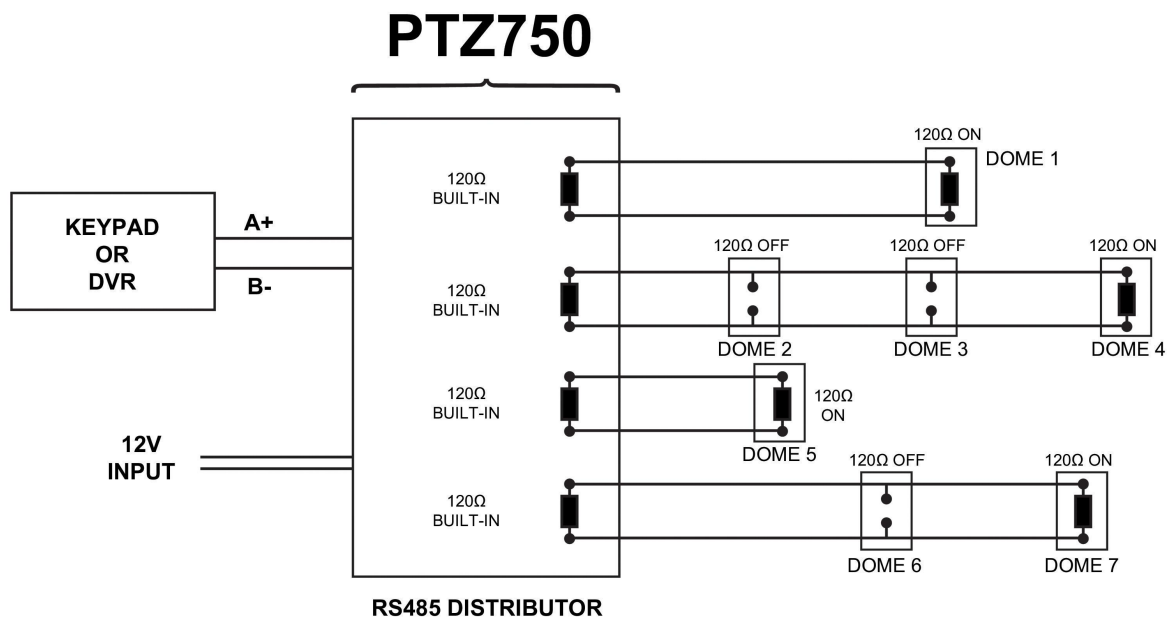 PTZ750
120Ω ON
DOME 1
120Ω
BUILT-IN
KEYPAD
OR
DVR
A+
B-
120Ω OFF
120Ω OFF
120Ω ON
120Ω
BUILT-IN
DOME 2
DOME 3
DOME 4
120Ω
BUILT-IN
120Ω
ON
DOME 5
12V
INPUT
120Ω OFF
120Ω ON
120Ω
BUILT-IN
DOME 6
DOME 7
RS485 DISTRIBUTOR